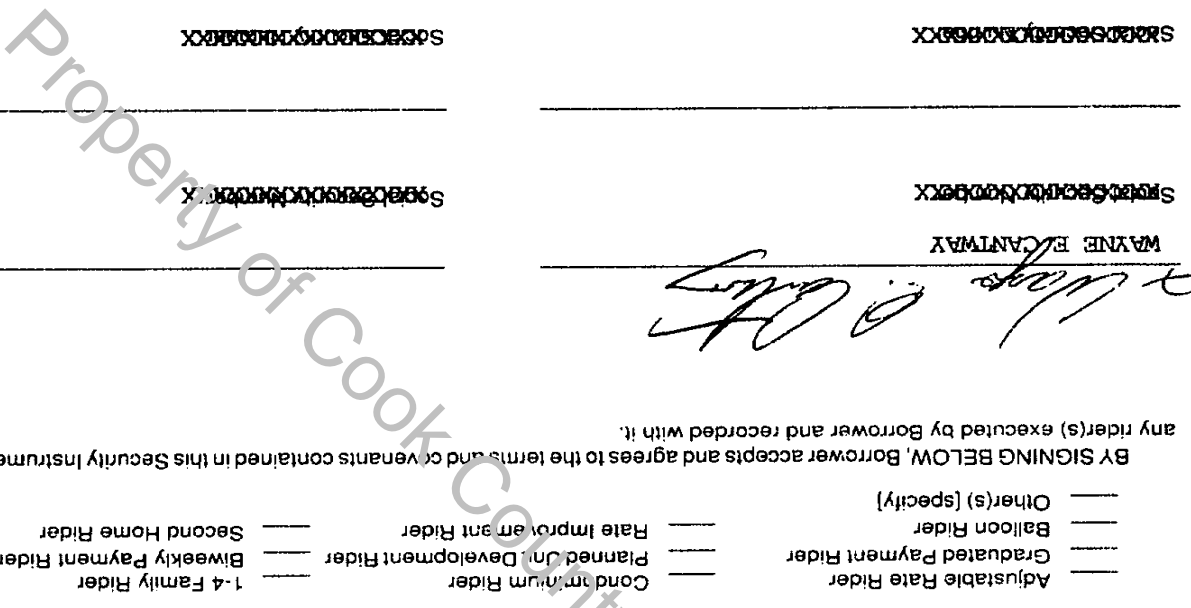 Adjustable Rate Rider Condominium Rider 1-4 Family Rider
Graduated Payment Rider Planned Unit Development Rider Biweekly Payment Rider
Balloon Rider Rate Improvement Rider Second Home Rider
Other(s) [specify]
BY SIGNING BELOW, Borrower accepts and agrees to the terms and covenants contained in this Security Instrume
any rider(s) executed by Borrower and recorded with it.
WAYNE E CANTWAY
Property of Cook Count